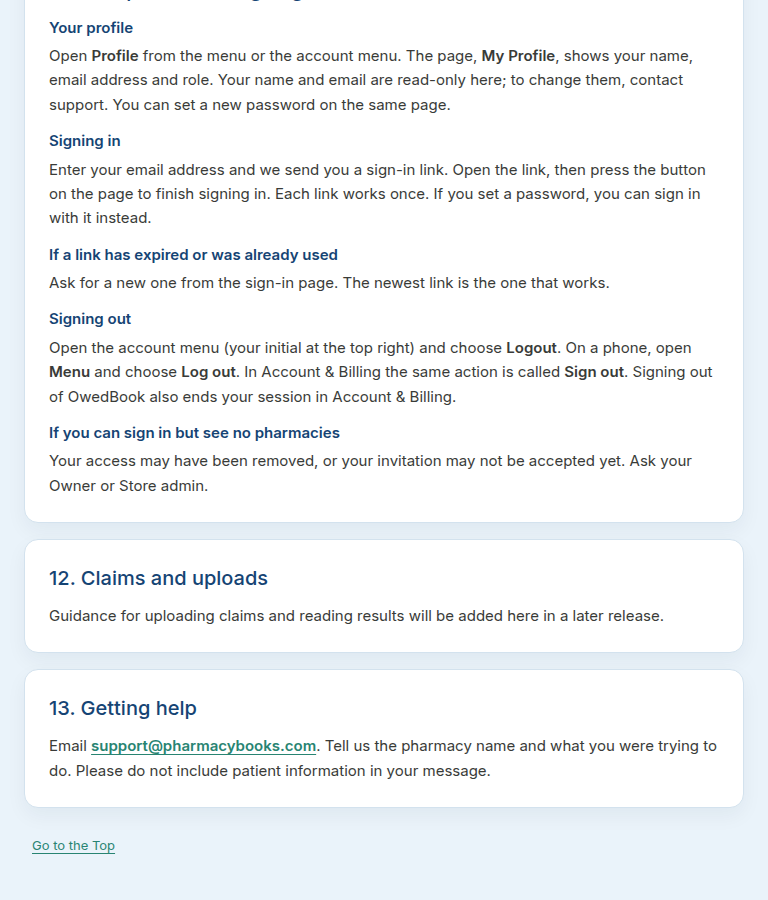 Your profile
Open Profile from the menu or the account menu. The page, My Profile, shows your name,
email address and role. Your name and email are read-only here; to change them, contact
support. You can set a new password on the same page.
Signing in
Enter your email address and we send you a sign-in link. Open the link, then press the button
on the page to finish signing in. Each link works once. If you set a password, you can sign in
with it instead.
If a link has expired or was already used
Ask for a new one from the sign-in page. The newest link is the one that works.
Signing out
Open the account menu (your initial at the top right) and choose Logout. On a phone, open
Menu and choose Log out. In Account & Billing the same action is called Sign out. Signing out
of OwedBook also ends your session in Account & Billing.
If you can sign in but see no pharmacies
Your access may have been removed, or your invitation may not be accepted yet. Ask your
Owner or Store admin.
12. Claims and uploads
Guidance for uploading claims and reading results will be added here in a later release.
13. Getting help
Email support@pharmacybooks.com. Tell us the pharmacy name and what you were trying to
do. Please do not include patient information in your message.
Go to the Top